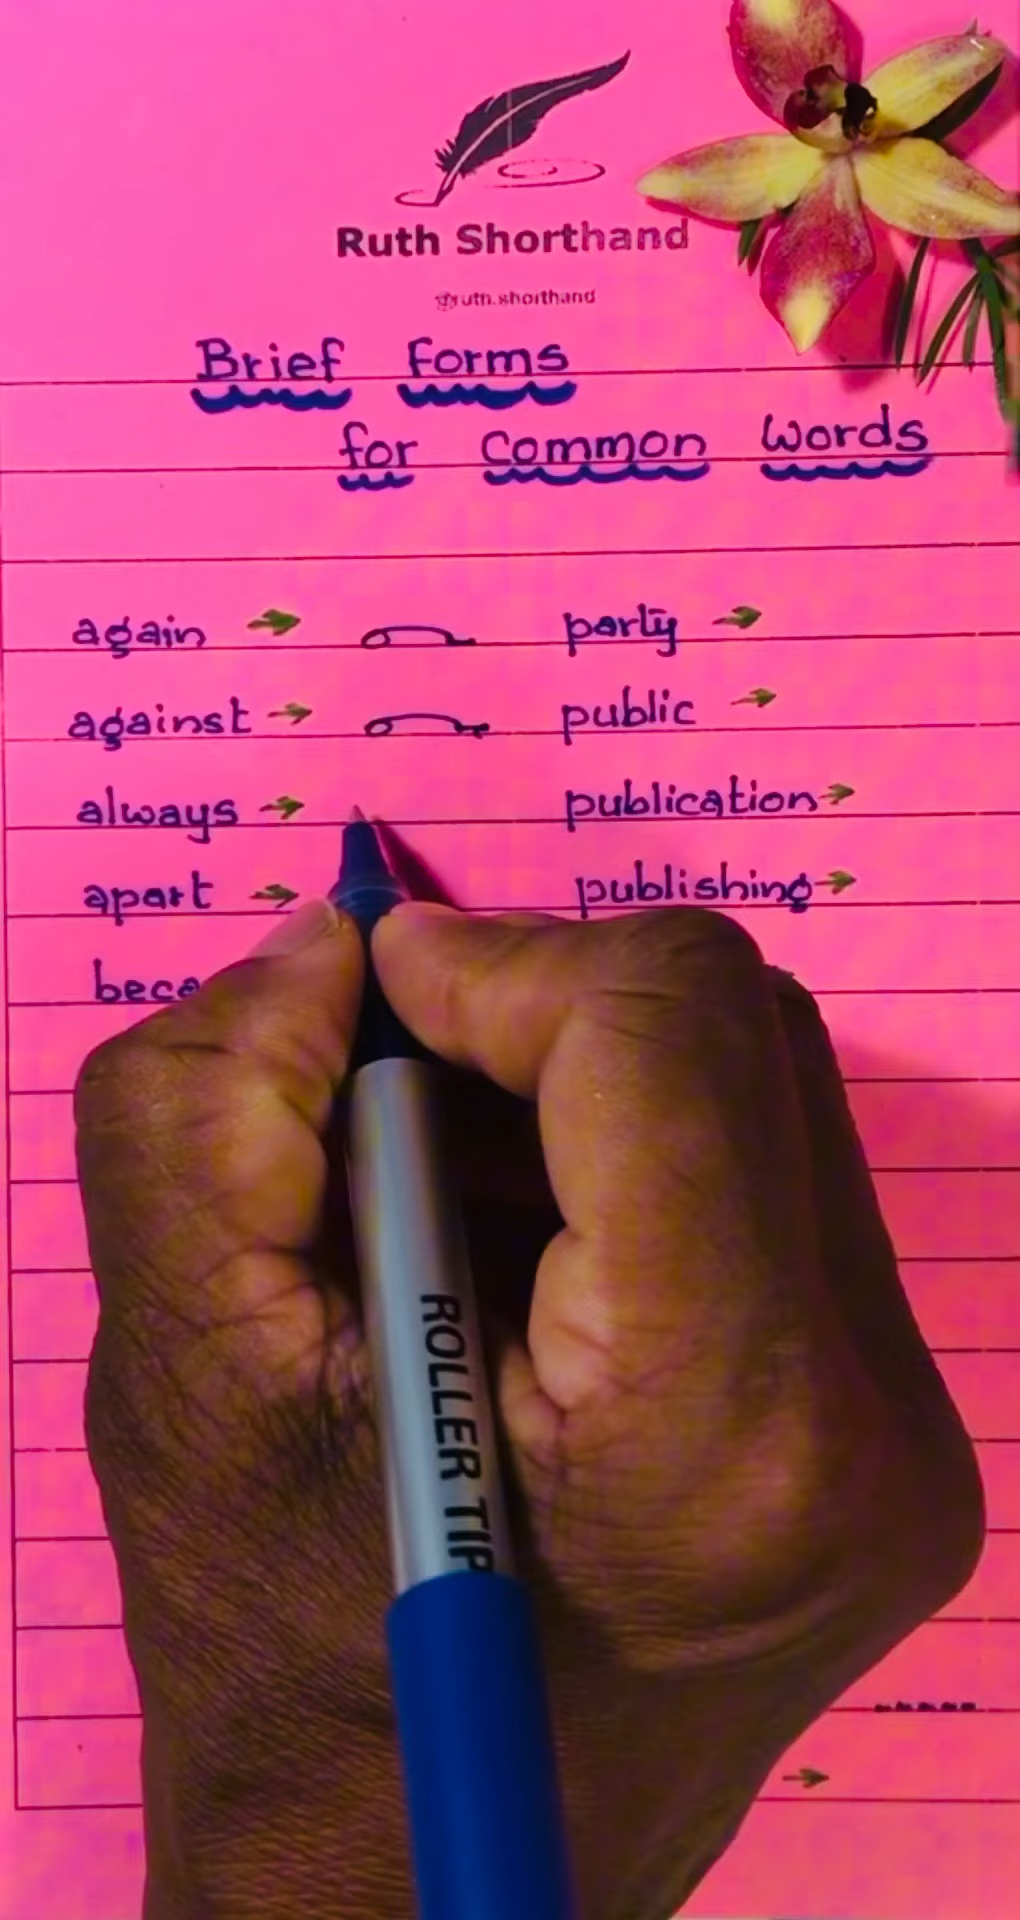 Ruth Shorthand
@ruth.shorthand
Brief Forms
for Common Words
again → party →
against → public →
always → publication →
apart → publishing →
beca
→
ROLLER TIP